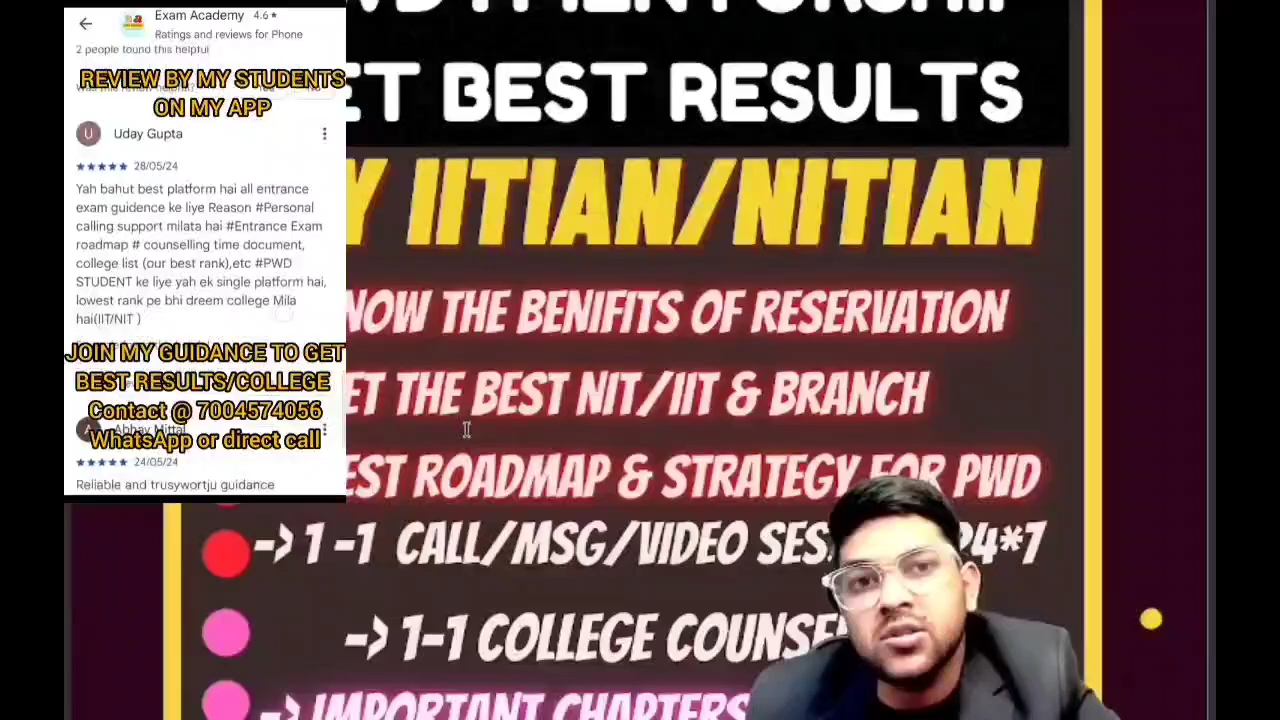 Exam Academy 4.6 ★
Ratings and reviews for Phone
2 people found this helpful
REVIEW BY MY STUDENTS
ON MY APP
U Uday Gupta
★★★★★ 28/05/24
Yah bahut best platform hai all entrance
exam guidence ke liye Reason #Personal
calling support milata hai #Entrance Exam
roadmap # counselling time document,
college list (our best rank),etc #PWD
STUDENT ke liye yah ek single platform hai,
lowest rank pe bhi dreem college Mila
hai(IIT/NIT )
JOIN MY GUIDANCE TO GET
BEST RESULTS/COLLEGE
Contact @ 7004574056
WhatsApp or direct call
A Abhay Mittal
★★★★★ 24/05/24
Reliable and trusywortju guidance
BEST RESULTS
IITIAN/NITIAN
THE BENIFITS OF RESERVATION
THE BEST NIT/IIT & BRANCH
ROADMAP & STRATEGY FOR PWD
-> 1 -1 CALL/MSG/VIDEO 24*7
-> 1-1 COLLEGE
-> IMPORTANT CHAPTERS